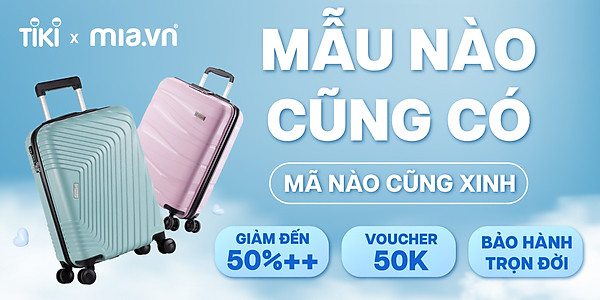 TIKI x mia.vn®
MẪU NÀO
CŨNG CÓ
MÃ NÀO CŨNG XINH
GIẢM ĐẾN
50%++
VOUCHER
50K
BẢO HÀNH
TRỌN ĐỜI